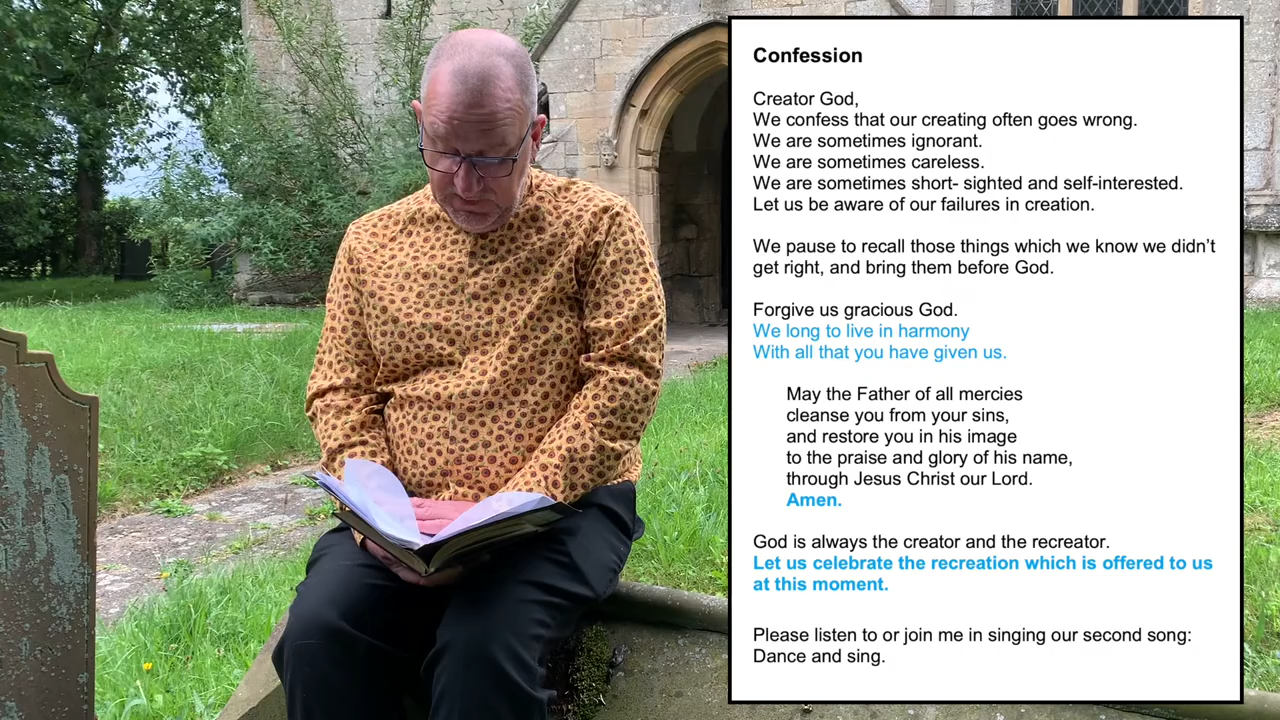 Confession
Creator God,
We confess that our creating often goes wrong.
We are sometimes ignorant.
We are sometimes careless.
We are sometimes short- sighted and self-interested.
Let us be aware of our failures in creation.
We pause to recall those things which we know we didn't
get right, and bring them before God.
Forgive us gracious God.
We long to live in harmony
With all that you have given us.
May the Father of all mercies
cleanse you from your sins,
and restore you in his image
to the praise and glory of his name,
through Jesus Christ our Lord.
Amen.
God is always the creator and the recreator.
Let us celebrate the recreation which is offered to us
at this moment.
Please listen to or join me in singing our second song:
Dance and sing.